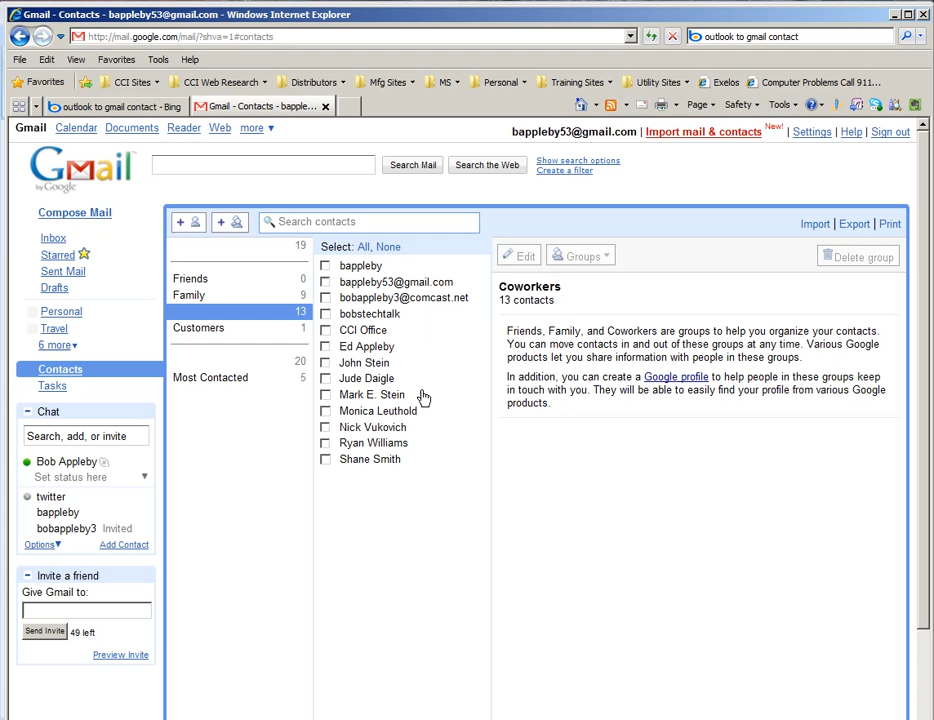 Gmail - Contacts - bappleby53@gmail.com - Windows Internet Explorer
http://mail.google.com/mail/?shva=1#contacts
outlook to gmail contact
File Edit View Favorites Tools Help
Favorites CCI Sites CCI Web Research Distributors Mfg Sites MS Personal Training Sites Utility Sites Exelos Computer Problems Call 911...
outlook to gmail contact - Bing Gmail - Contacts - bapple... Page Safety Tools
Gmail Calendar Documents Reader Web more
bappleby53@gmail.com | Import mail & contacts New! | Settings | Help | Sign out
Gmail
by Google
Search Mail Search the Web Show search options
Create a filter
Compose Mail
Inbox
Starred
Sent Mail
Drafts
Personal
Travel
6 more
Contacts
Tasks
Chat
Search, add, or invite
Bob Appleby
Set status here
twitter
bappleby
bobappleby3 Invited
Options Add Contact
Invite a friend
Give Gmail to:
Send Invite 49 left
Preview Invite
+ + Search contacts
Import | Export | Print
19
Friends 0
Family 9
13
Customers 1
20
Most Contacted 5
Select: All, None
bappleby
bappleby53@gmail.com
bobappleby3@comcast.net
bobstechtalk
CCI Office
Ed Appleby
John Stein
Jude Daigle
Mark E. Stein
Monica Leuthold
Nick Vukovich
Ryan Williams
Shane Smith
Edit Groups Delete group
Coworkers
13 contacts
Friends, Family, and Coworkers are groups to help you organize your contacts.
You can move contacts in and out of these groups at any time. Various Google
products let you share information with people in these groups.
In addition, you can create a Google profile to help people in these groups keep
in touch with you. They will be able to easily find your profile from various Google
products.